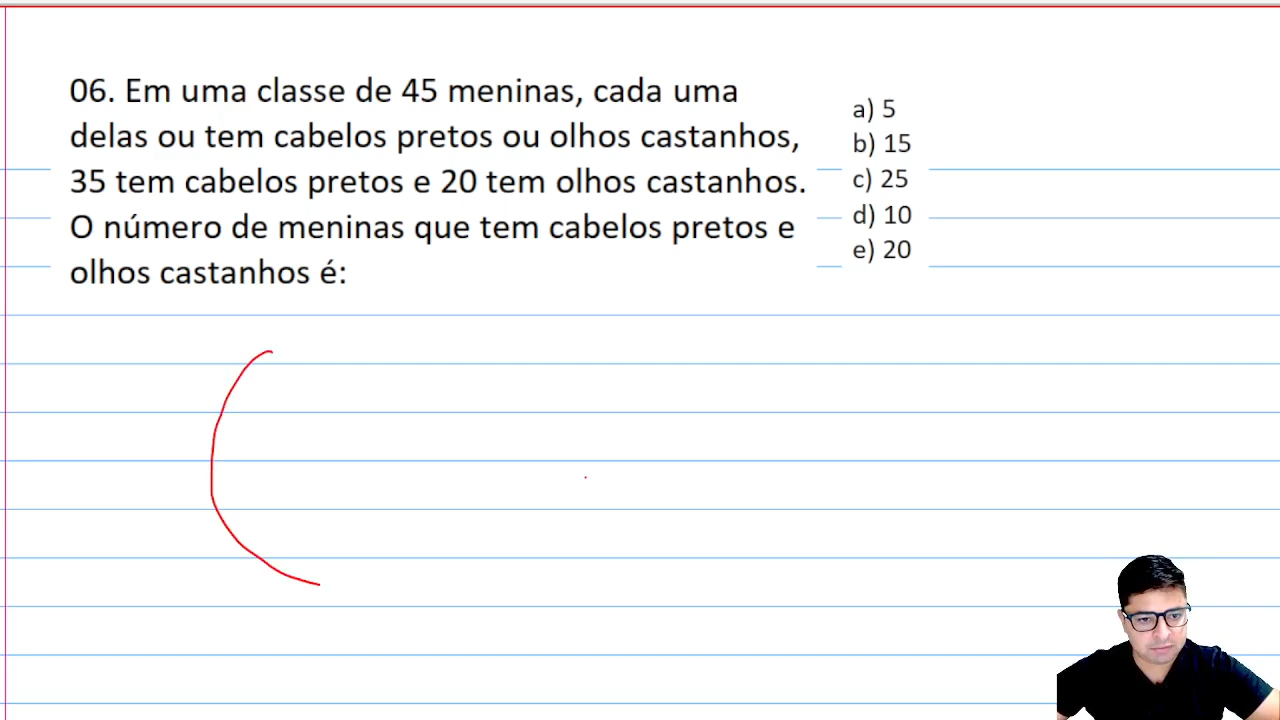 06. Em uma classe de 45 meninas, cada uma
delas ou tem cabelos pretos ou olhos castanhos,
35 tem cabelos pretos e 20 tem olhos castanhos.
O número de meninas que tem cabelos pretos e
olhos castanhos é:
a) 5
b) 15
c) 25
d) 10
e) 20